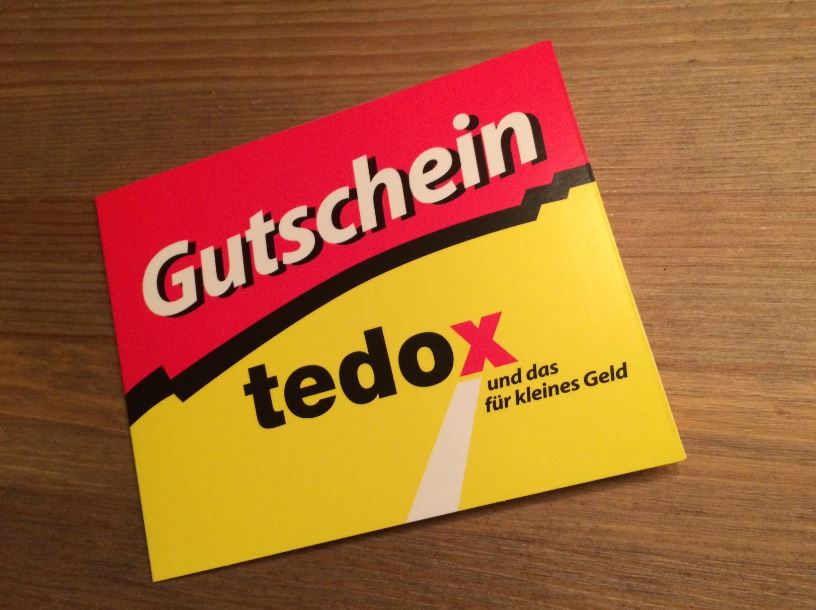 Gutschein
tedox
und das
für kleines Geld